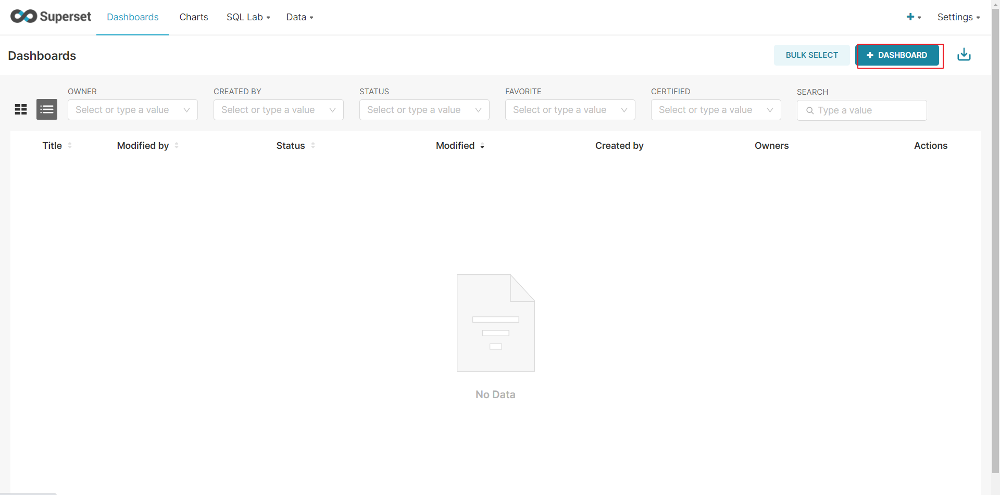 Superset Dashboards Charts SQL Lab Data Settings
Dashboards BULK SELECT + DASHBOARD
OWNER CREATED BY STATUS FAVORITE CERTIFIED SEARCH
Select or type a value Select or type a value Select or type a value Select or type a value Select or type a value Type a value
Title Modified by Status Modified Created by Owners Actions
No Data